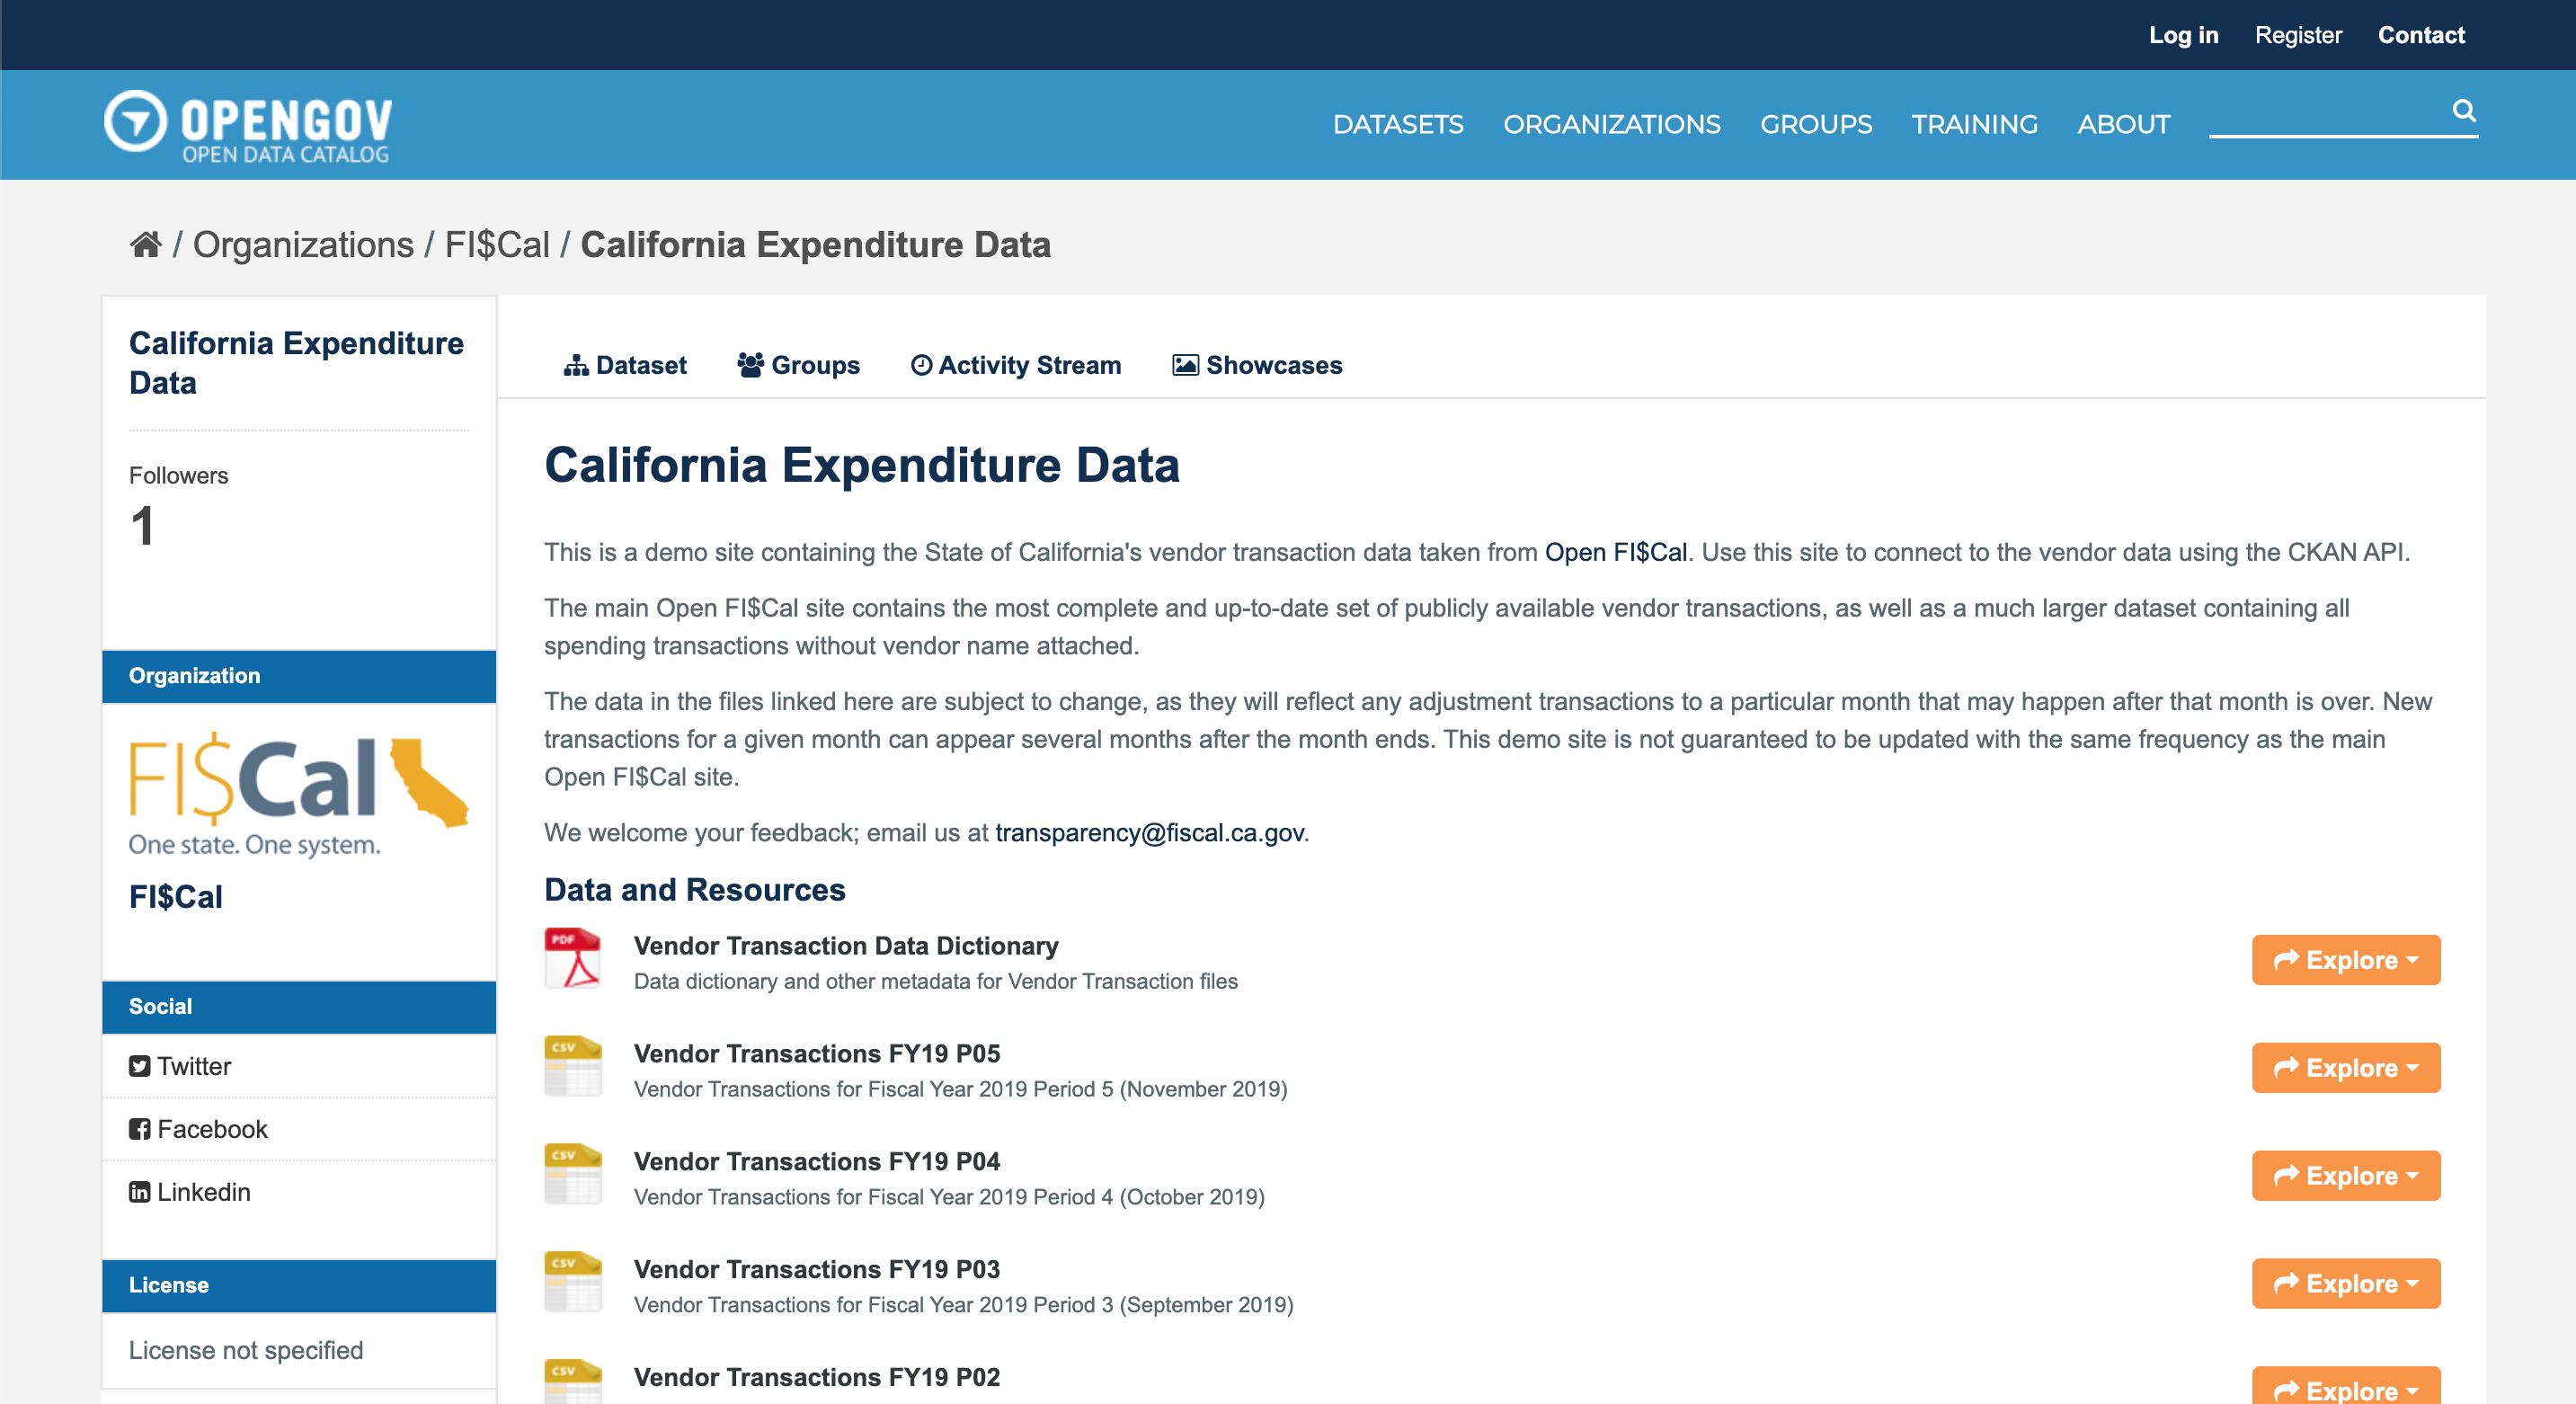 Log in Register Contact
OPENGOV
OPEN DATA CATALOG
DATASETS ORGANIZATIONS GROUPS TRAINING ABOUT
/ Organizations / FI$Cal / California Expenditure Data
California Expenditure
Data
Followers
1
Organization
FI$Cal
One state. One system.
FI$Cal
Social
Twitter
Facebook
Linkedin
License
License not specified
Dataset Groups Activity Stream Showcases
California Expenditure Data
This is a demo site containing the State of California's vendor transaction data taken from Open FI$Cal. Use this site to connect to the vendor data using the CKAN API.
The main Open FI$Cal site contains the most complete and up-to-date set of publicly available vendor transactions, as well as a much larger dataset containing all
spending transactions without vendor name attached.
The data in the files linked here are subject to change, as they will reflect any adjustment transactions to a particular month that may happen after that month is over. New
transactions for a given month can appear several months after the month ends. This demo site is not guaranteed to be updated with the same frequency as the main
Open FI$Cal site.
We welcome your feedback; email us at transparency@fiscal.ca.gov.
Data and Resources
PDF
Vendor Transaction Data Dictionary
Data dictionary and other metadata for Vendor Transaction files
Explore
CSV
Vendor Transactions FY19 P05
Vendor Transactions for Fiscal Year 2019 Period 5 (November 2019)
Explore
CSV
Vendor Transactions FY19 P04
Vendor Transactions for Fiscal Year 2019 Period 4 (October 2019)
Explore
CSV
Vendor Transactions FY19 P03
Vendor Transactions for Fiscal Year 2019 Period 3 (September 2019)
Explore
CSV
Vendor Transactions FY19 P02
Explore